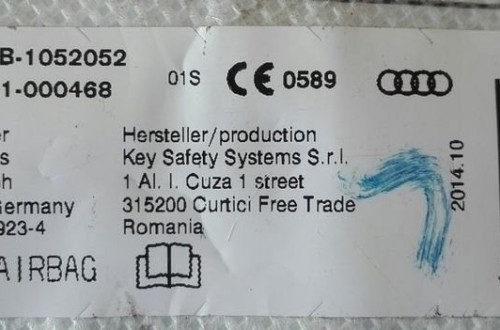 B-1052052
1-000468
01S
CE 0589
er
s
h
Germany
923-4
AIRBAG
Hersteller/production
Key Safety Systems S.r.l.
1 Al. I. Cuza 1 street
315200 Curtici Free Trade
Romania
2014.10